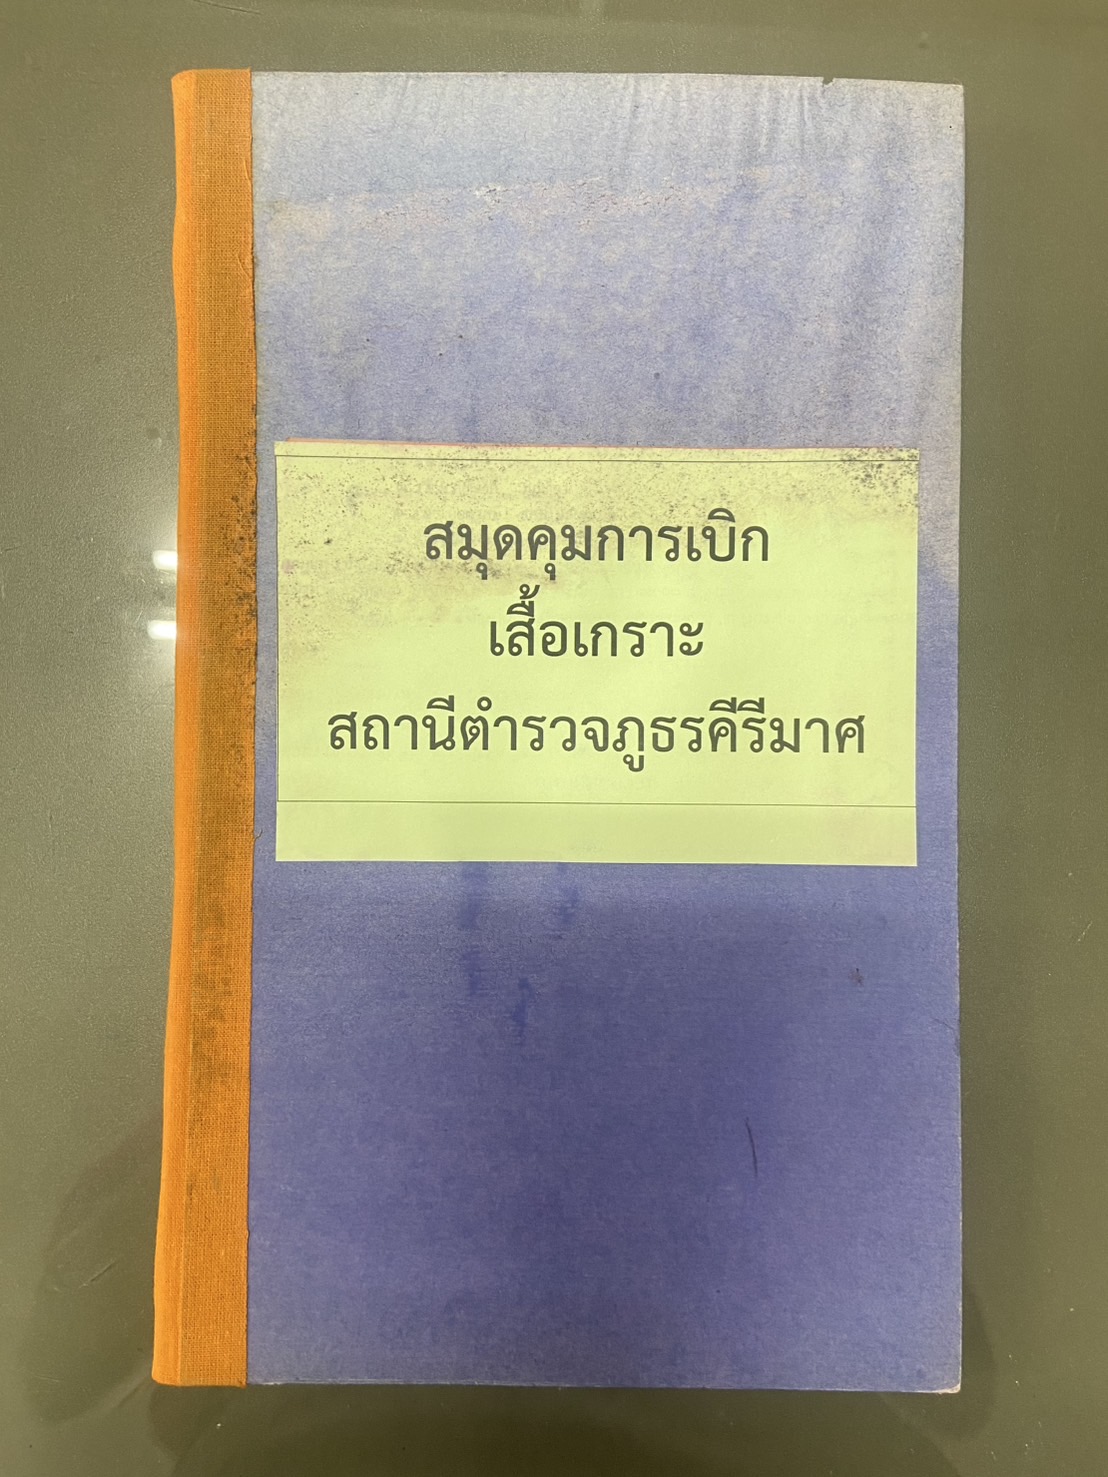 สมุดคุมการเบิก
เสื้อเกราะ
สถานีตำรวจภูธรคีรีมาศ